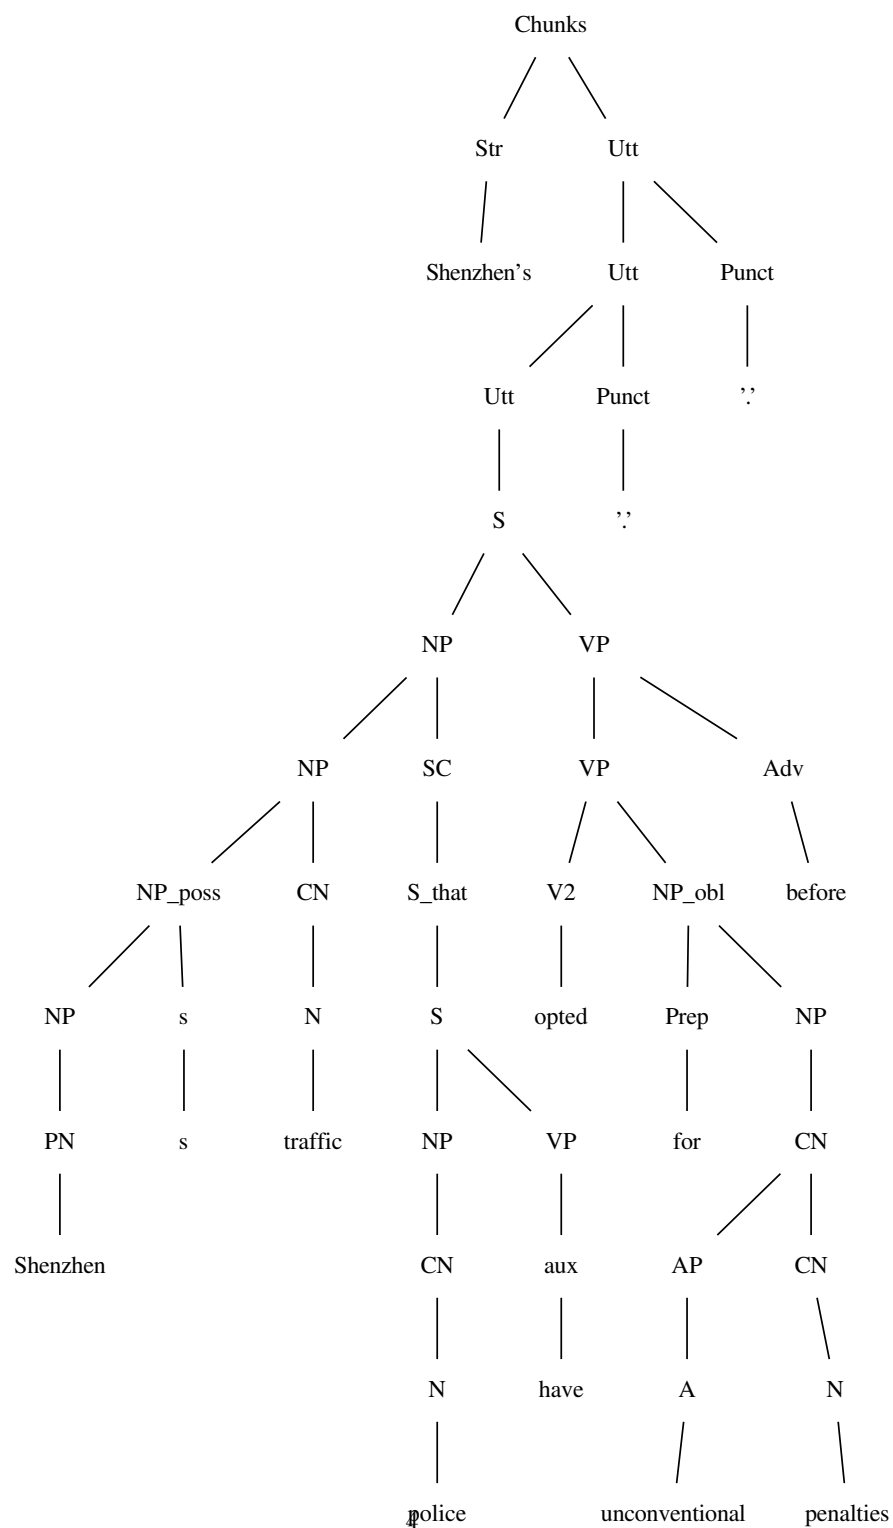 Chunks
Str Utt
Shenzhen's Utt Punct
Utt Punct '.'
S '.'
NP VP
NP SC VP Adv
NP_poss CN S_that V2 NP_obl before
NP s N S opted Prep NP
PN s traffic NP VP for CN
Shenzhen CN aux AP CN
N have A N
police unconventional penalties
4